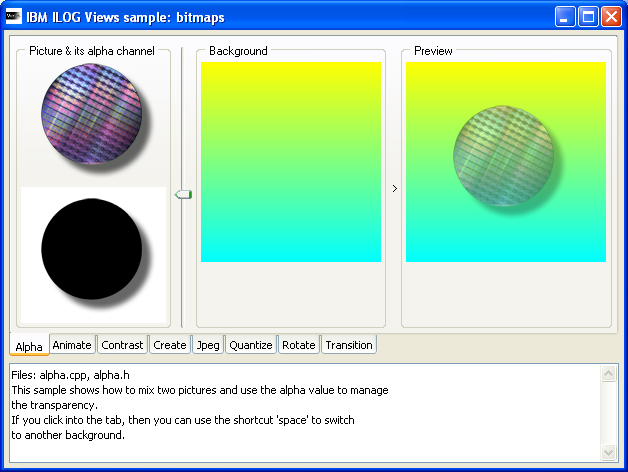 IBM ILOG Views sample: bitmaps
Picture & its alpha channel
Background
Preview
>
Alpha
Animate
Contrast
Create
Jpeg
Quantize
Rotate
Transition
Files: alpha.cpp, alpha.h
This sample shows how to mix two pictures and use the alpha value to manage
the transparency.
If you click into the tab, then you can use the shortcut 'space' to switch
to another background.